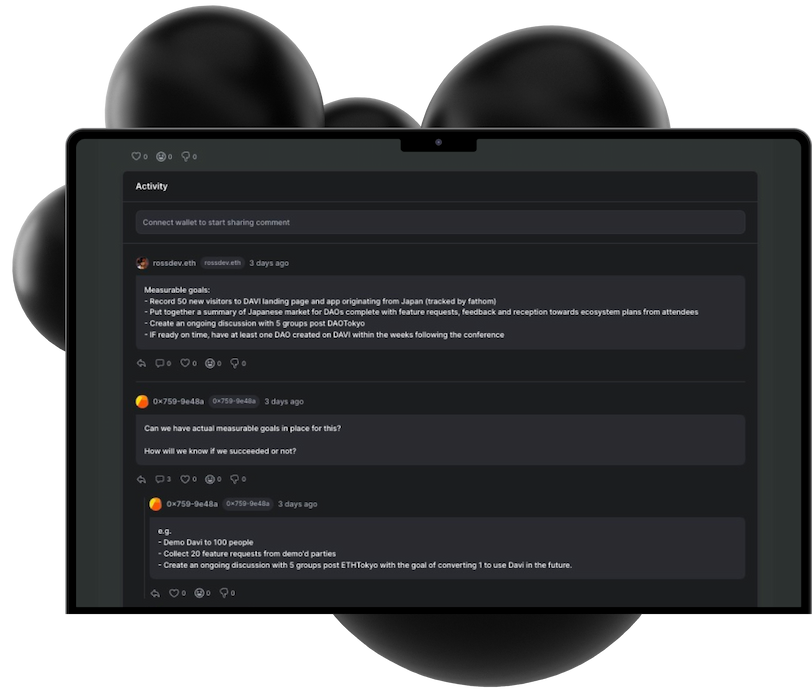 0 0 0
Activity
Connect wallet to start sharing comment
rossdev.eth rossdev.eth 3 days ago
Measurable goals:
- Record 50 new visitors to DAVI landing page and app originating from Japan (tracked by fathom)
- Put together a summary of Japanese market for DAOs complete with feature requests, feedback and reception towards ecosystem plans from attendees
- Create an ongoing discussion with 5 groups post DAOTokyo
- IF ready on time, have at least one DAO created on DAVI within the weeks following the conference
0 0 0 0
0×759-9e48a 0×759-9e48a 3 days ago
Can we have actual measurable goals in place for this?
How will we know if we succeeded or not?
3 0 0 0
0×759-9e48a 0×759-9e48a 3 days ago
e.g.
- Demo Davi to 100 people
- Collect 20 feature requests from demo'd parties
- Create an ongoing discussion with 5 groups post ETHTokyo with the goal of converting 1 to use Davi in the future.
0 0 0